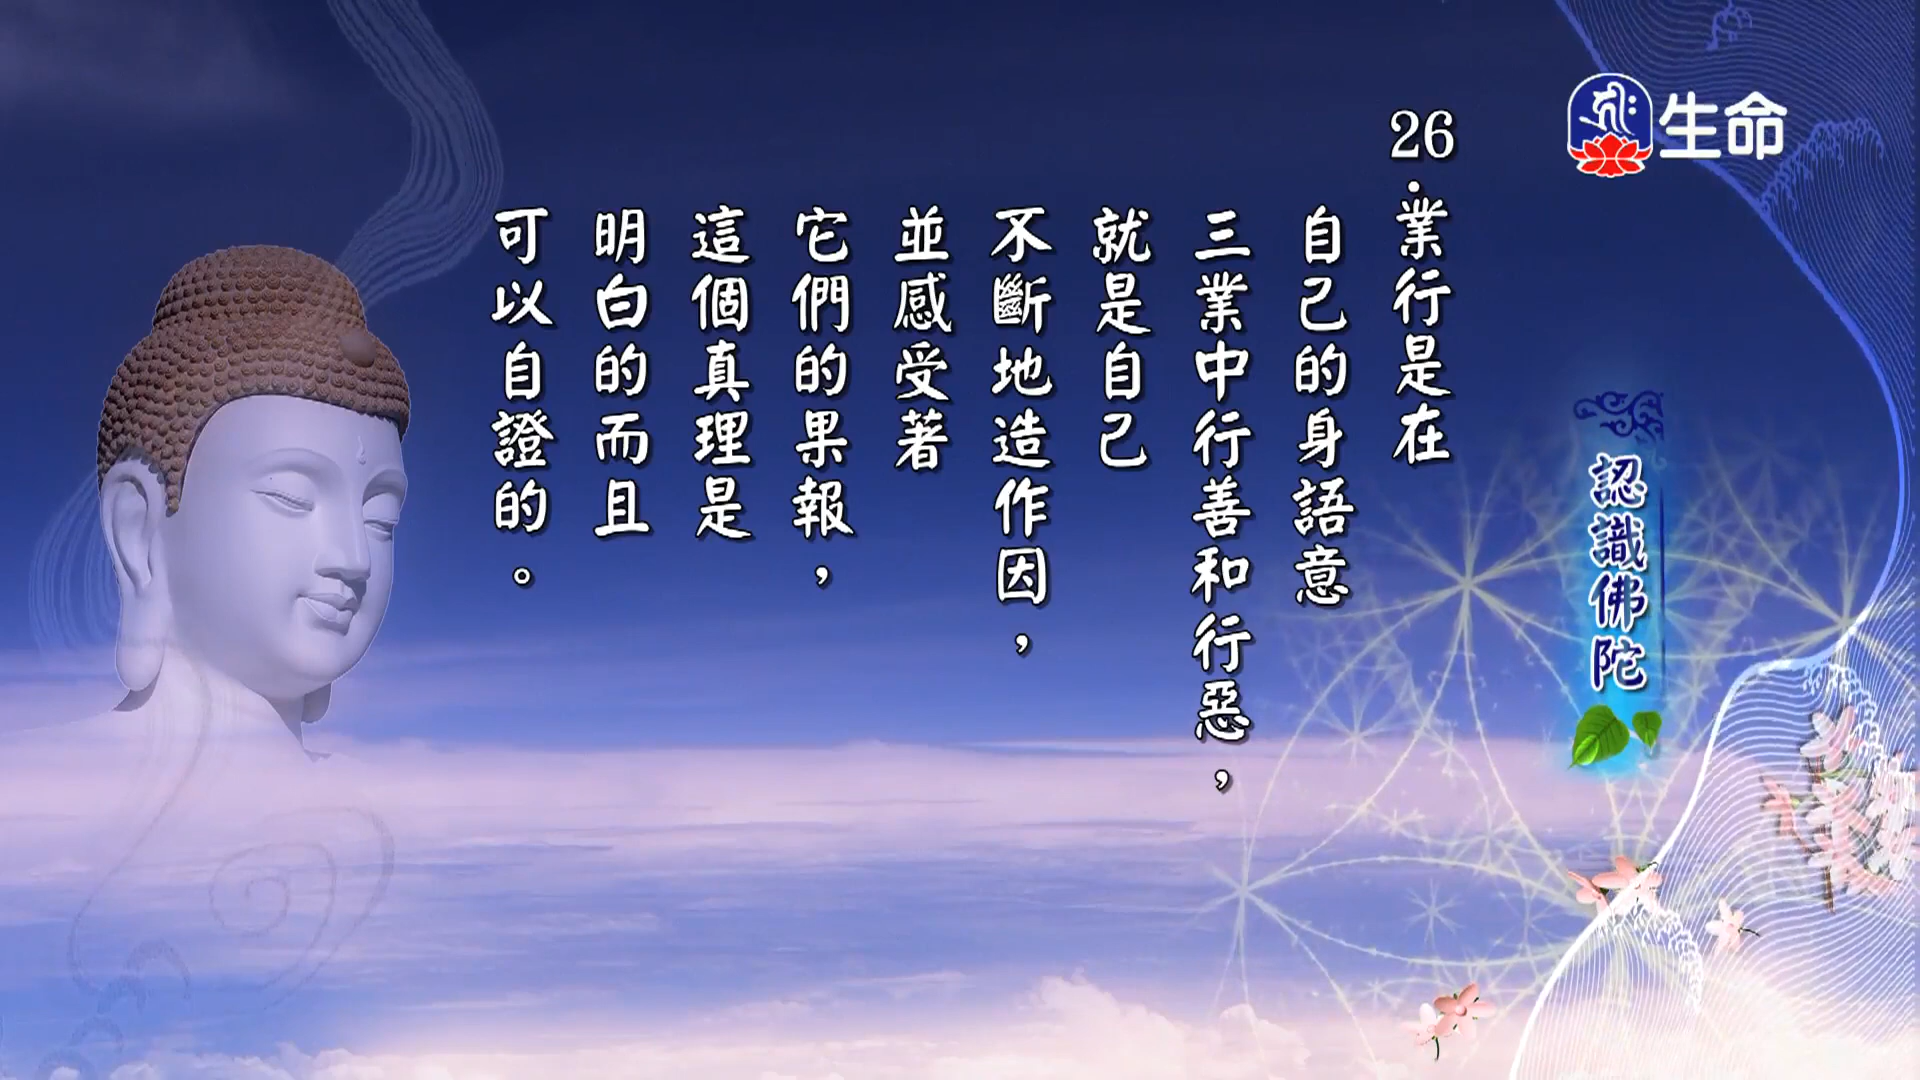 生命
認識佛陀
26.業行是在
自己的身語意
三業中行善和行惡，
就是自己
不斷地造作因，
並感受著
它們的果報，
這個真理是
明白的而且
可以自證的。